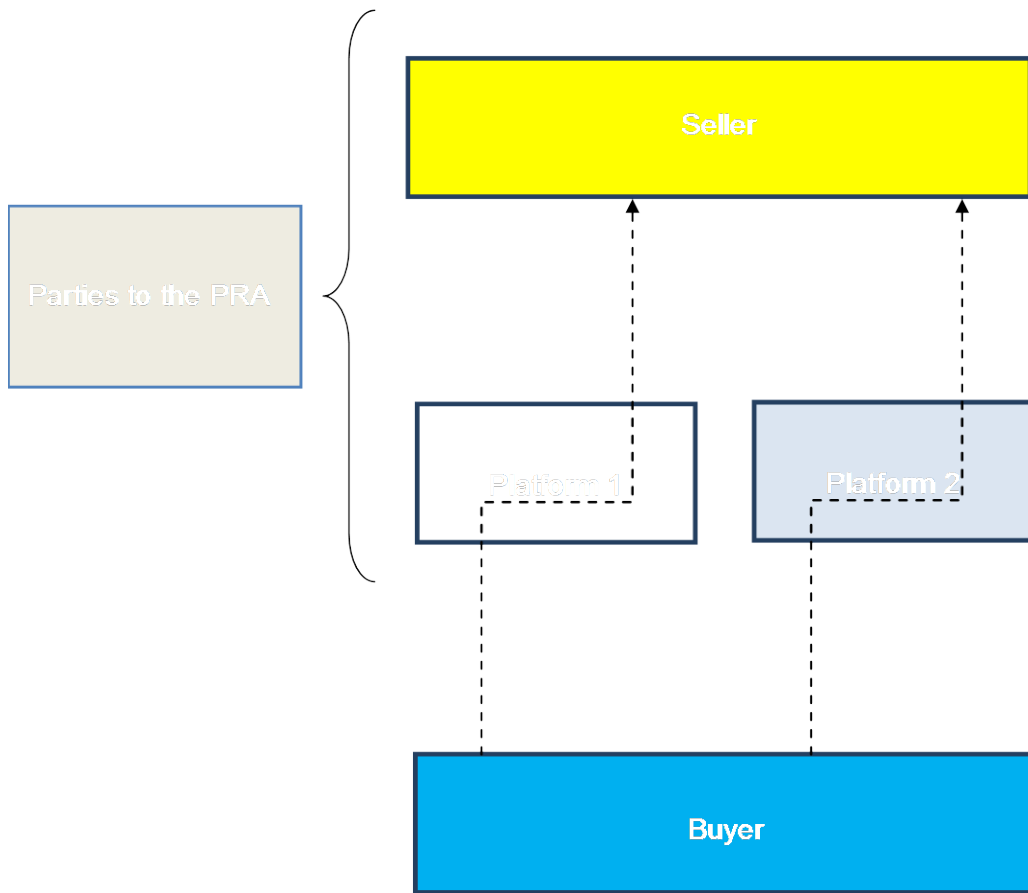 Seller
Parties to the PRA
Platform 1
Platform 2
Buyer